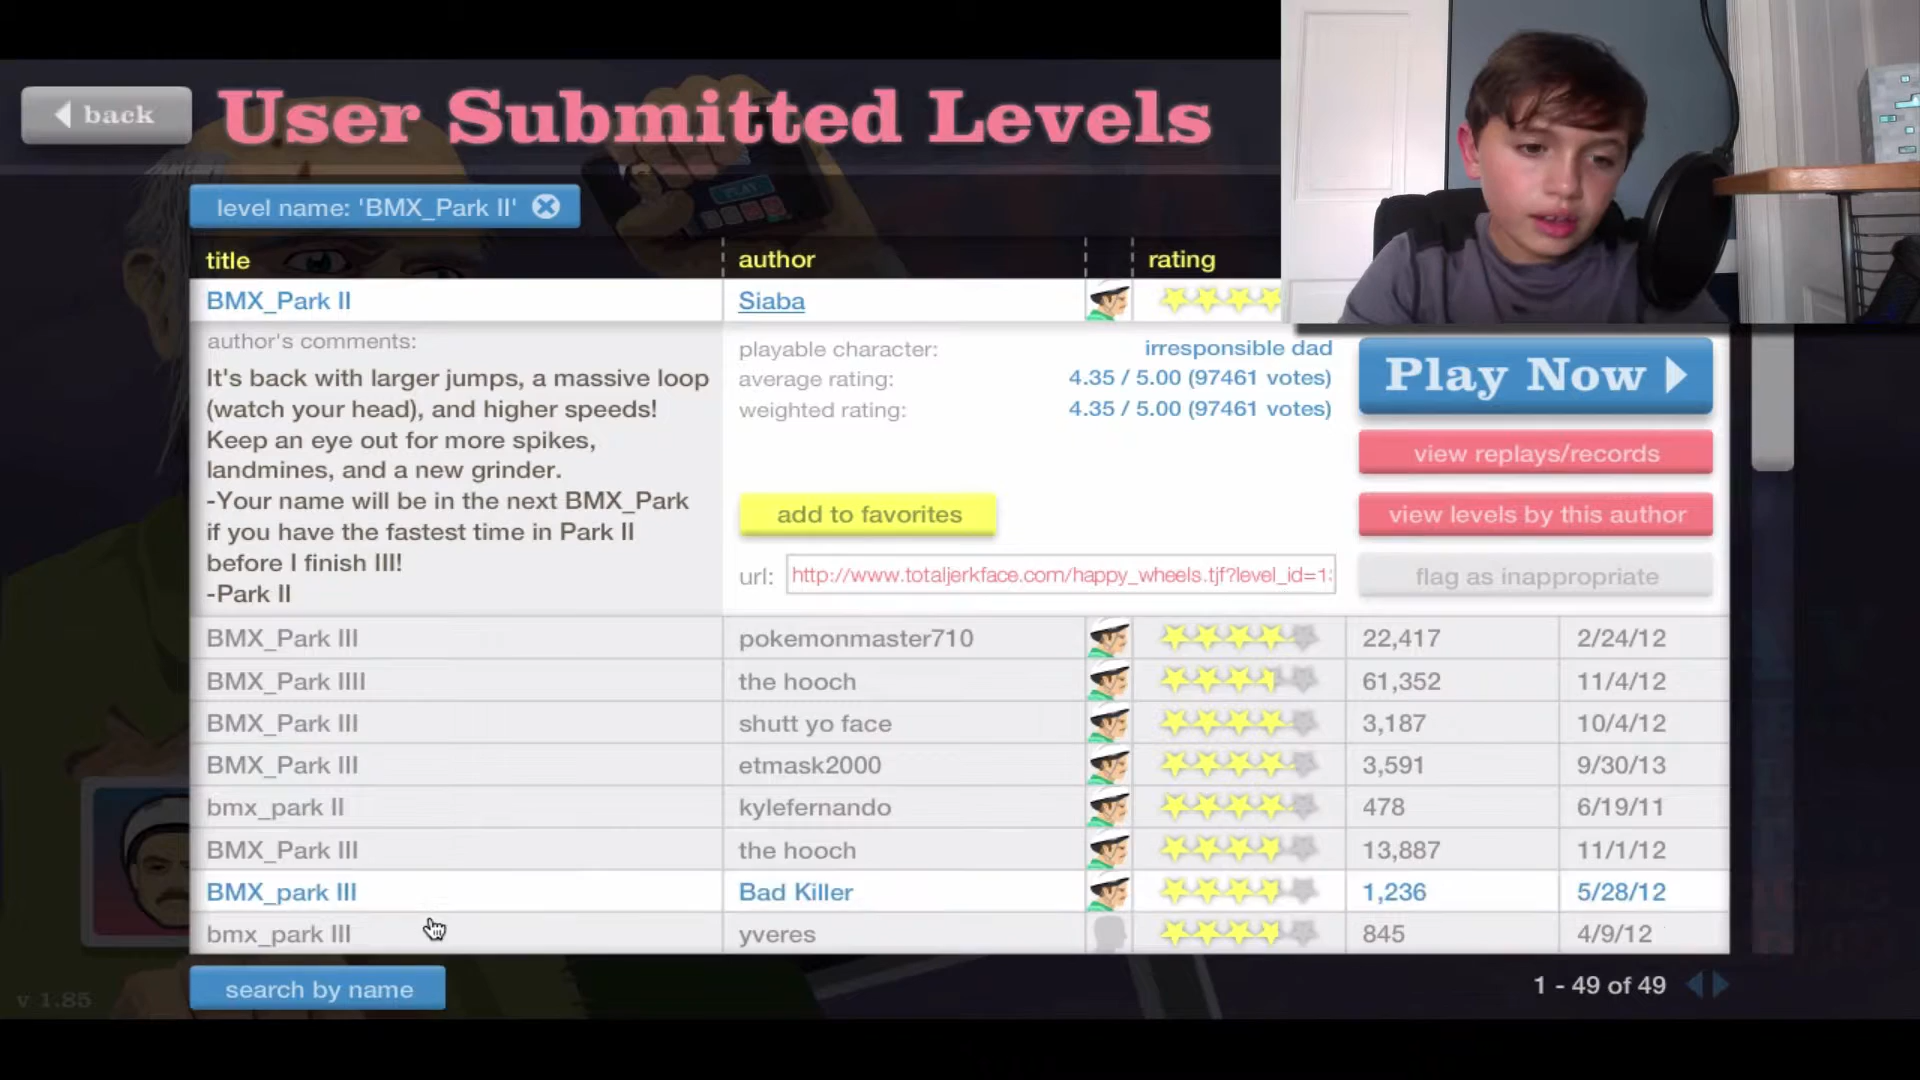 back
User Submitted Levels
level name: 'BMX_Park II'
title author rating
BMX_Park II Siaba
author's comments:
It's back with larger jumps, a massive loop
(watch your head), and higher speeds!
Keep an eye out for more spikes,
landmines, and a new grinder.
-Your name will be in the next BMX_Park
if you have the fastest time in Park II
before I finish III!
-Park II
playable character: irresponsible dad
average rating: 4.35 / 5.00 (97461 votes)
weighted rating: 4.35 / 5.00 (97461 votes)
add to favorites
url: http://www.totaljerkface.com/happy_wheels.tjf?level_id=1
Play Now
view replays/records
view levels by this author
flag as inappropriate
BMX_Park III pokemonmaster710 22,417 2/24/12
BMX_Park IIII the hooch 61,352 11/4/12
BMX_Park III shutt yo face 3,187 10/4/12
BMX_Park III etmask2000 3,591 9/30/13
bmx_park II kylefernando 478 6/19/11
BMX_Park III the hooch 13,887 11/1/12
BMX_park III Bad Killer 1,236 5/28/12
bmx_park III yveres 845 4/9/12
search by name
1 - 49 of 49
v 1.85
PLAY